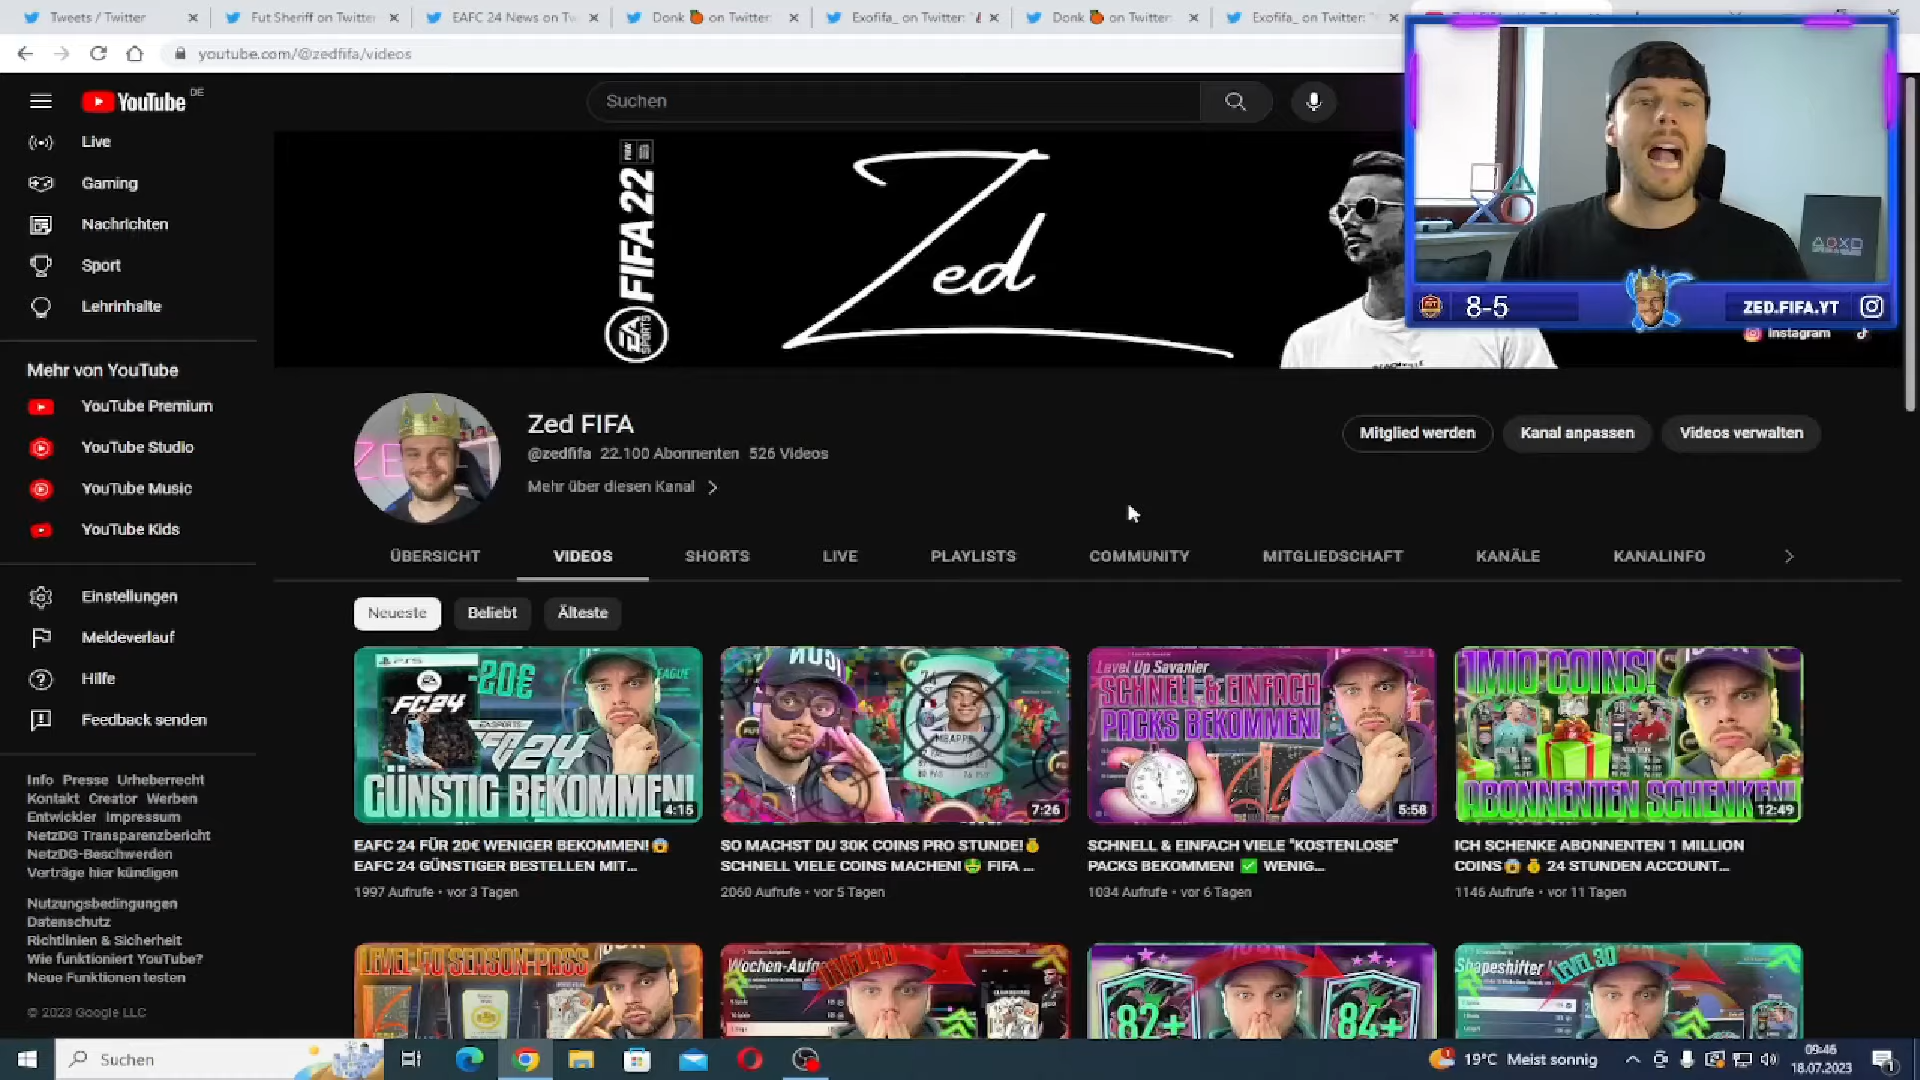 Tweets / Twitter
Fut Sheriff on Twitter
EAFC 24 News on Tw
Donk 🍊 on Twitter:
Exofifa_ on Twitter: "
Donk 🍊 on Twitter:
Exofifa_ on Twitter: "
youtube.com/@zedfifa/videos
YouTube DE
Suchen
Live
Gaming
Nachrichten
Sport
Lehrinhalte
Mehr von YouTube
YouTube Premium
YouTube Studio
YouTube Music
YouTube Kids
Einstellungen
Meldeverlauf
Hilfe
Feedback senden
Info Presse Urheberrecht
Kontakt Creator Werben
Entwickler Impressum
NetzDG Transparenzbericht
NetzDG-Beschwerden
Verträge hier kündigen
Nutzungsbedingungen
Datenschutz
Richtlinien & Sicherheit
Wie funktioniert YouTube?
Neue Funktionen testen
© 2023 Google LLC
FIFA 22
EA SPORTS
Zed
8-5
ZED.FIFA.YT
Instagram
Zed FIFA
@zedfifa 22.100 Abonnenten 526 Videos
Mehr über diesen Kanal
Mitglied werden
Kanal anpassen
Videos verwalten
ÜBERSICHT
VIDEOS
SHORTS
LIVE
PLAYLISTS
COMMUNITY
MITGLIEDSCHAFT
KANÄLE
KANALINFO
Neueste
Beliebt
Älteste
PS5
FC24
-20€
GÜNSTIG BEKOMMEN!
4:15
ICON
MBAPPÉ
7:26
Level Up Savanier
SCHNELL & EINFACH
PACKS BEKOMMEN!
5:58
1MIO COINS!
ABONNENTEN SCHENKEN!
12:49
EAFC 24 FÜR 20€ WENIGER BEKOMMEN!😱
EAFC 24 GÜNSTIGER BESTELLEN MIT...
1997 Aufrufe • vor 3 Tagen
SO MACHST DU 30K COINS PRO STUNDE!💰
SCHNELL VIELE COINS MACHEN!🤑 FIFA ...
2060 Aufrufe • vor 5 Tagen
SCHNELL & EINFACH VIELE "KOSTENLOSE"
PACKS BEKOMMEN! ✅ WENIG...
1034 Aufrufe • vor 6 Tagen
ICH SCHENKE ABONNENTEN 1 MILLION
COINS😱💰 24 STUNDEN ACCOUNT...
1146 Aufrufe • vor 11 Tagen
LEVEL 40 SEASON-PASS
Wochen-Aufg
LEVEL 40
82+
84+
Shapeshifter
LEVEL 30
Suchen
19°C Meist sonnig
09:46
18.07.2023